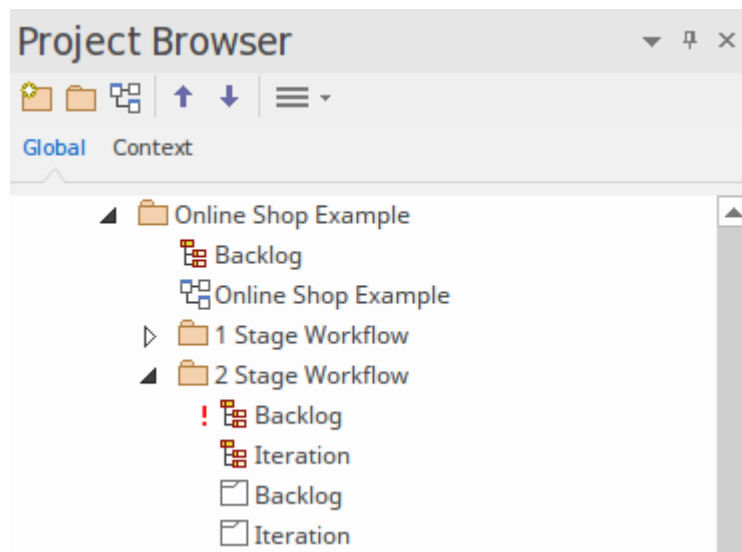 Project Browser
Global Context
Online Shop Example
Backlog
Online Shop Example
1 Stage Workflow
2 Stage Workflow
! Backlog
Iteration
Backlog
Iteration